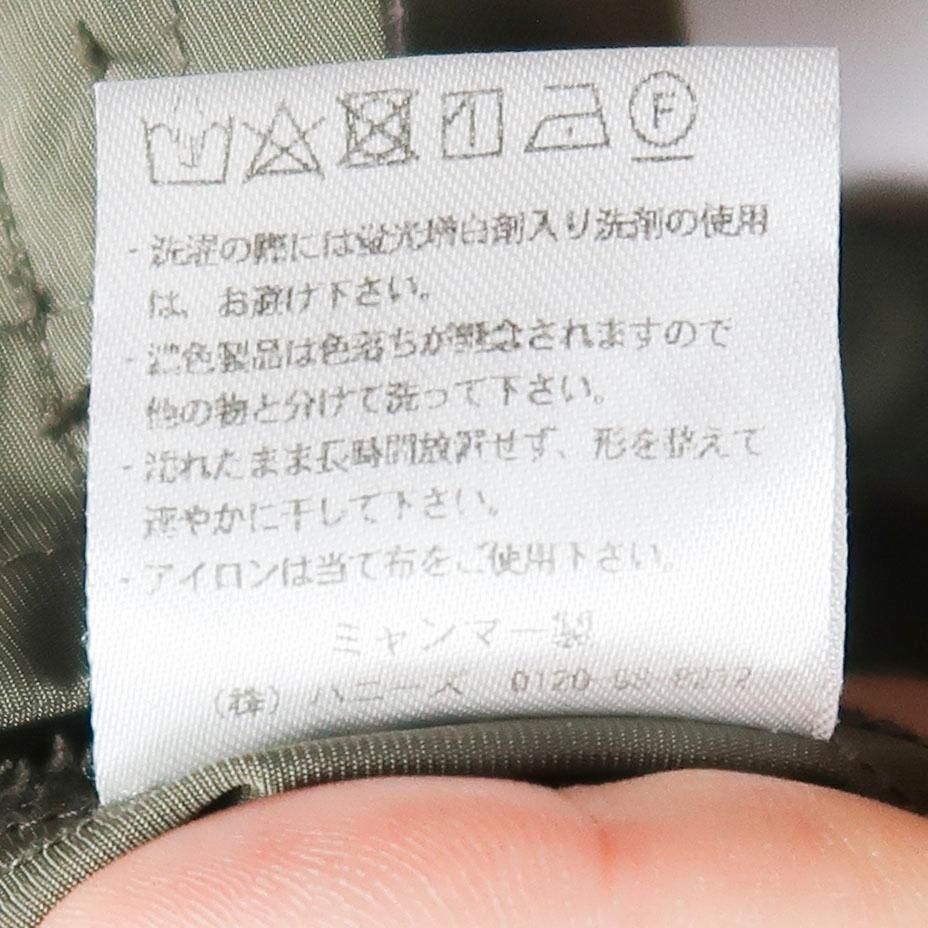 F
・洗濯の際には蛍光増白剤入り洗剤の使用
は、お避け下さい。
・濃色製品は色落ちが懸念されますので
他の物と分けて洗って下さい。
・濡れたまま長時間放置せず、形を整えて
速やかに干して下さい。
・アイロンは当て布をご使用下さい。
ミャンマー製
(株)ハニーズ 0120